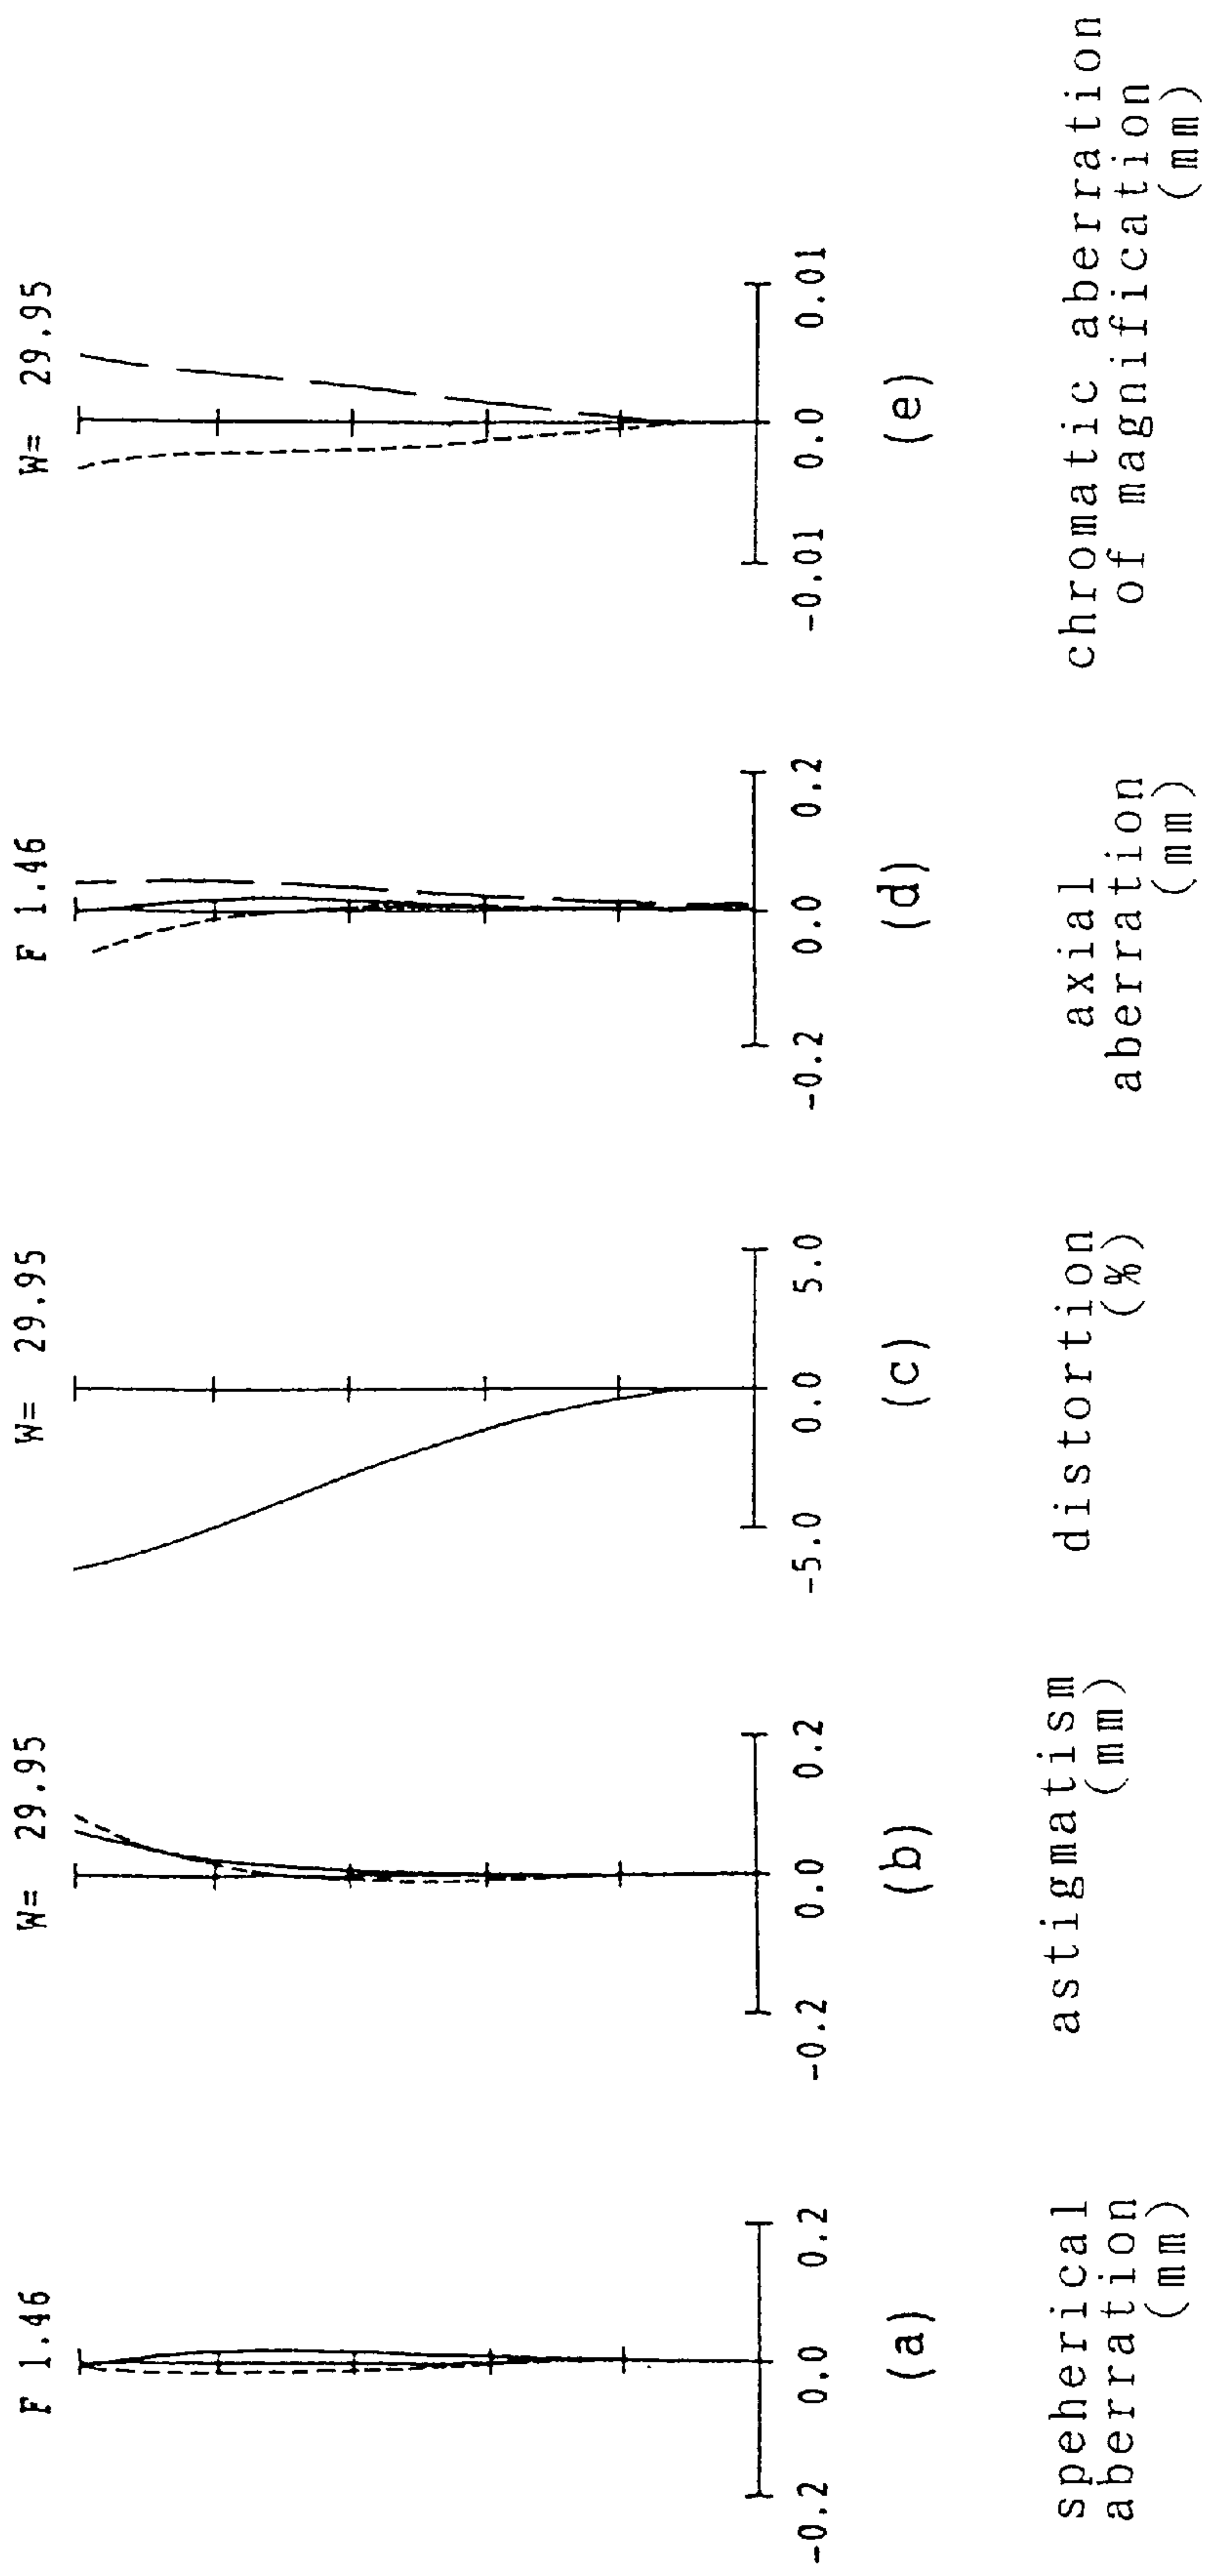 F 1.46
-0.2 0.0 0.2
(a)
speherical
aberration
(mm)
W= 29.95
-0.2 0.0 0.2
(b)
astigmatism
(mm)
W= 29.95
-5.0 0.0 5.0
(c)
distortion
(%)
F 1.46
-0.2 0.0 0.2
(d)
axial
aberration
(mm)
W= 29.95
-0.01 0.0 0.01
(e)
chromatic aberration
of magnification
(mm)